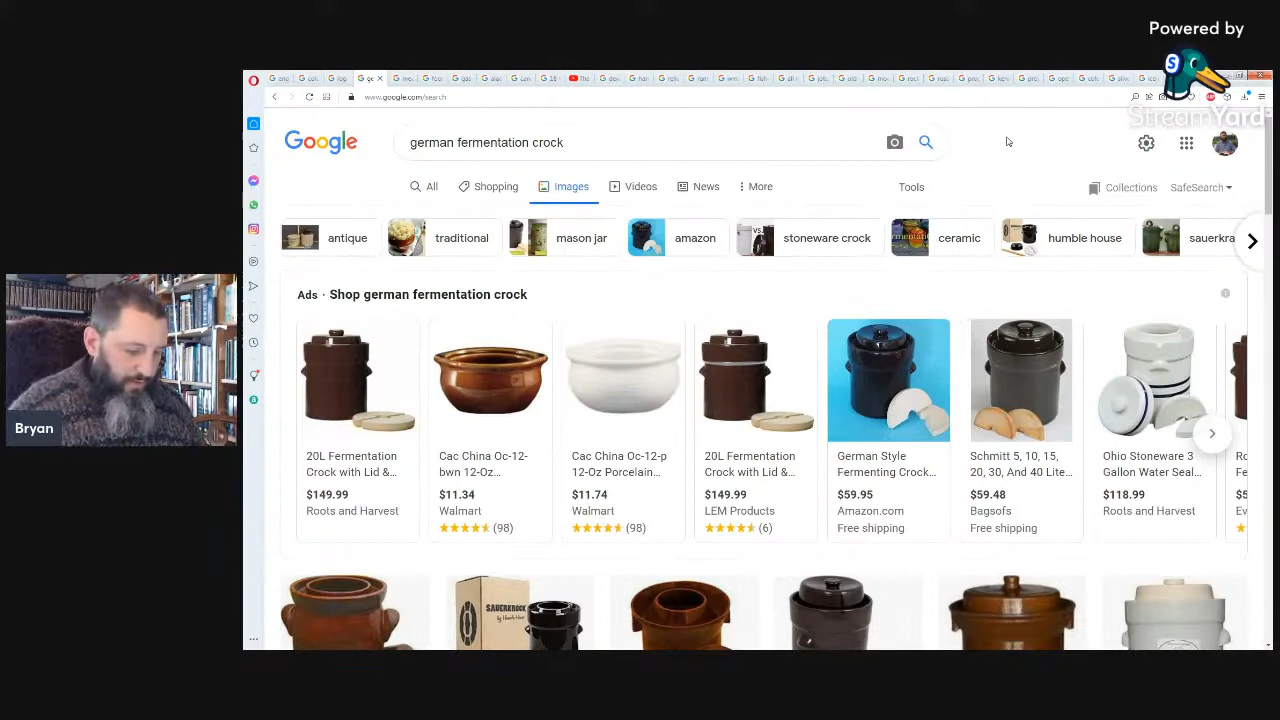 Powered by
S
StreamYard
www.google.com/search
Google
german fermentation crock
All
Shopping
Images
Videos
News
More
Tools
Collections
SafeSearch
antique
traditional
mason jar
amazon
stoneware crock
ceramic
humble house
sauerkra
Ads · Shop german fermentation crock
20L Fermentation
Crock with Lid &...
$149.99
Roots and Harvest
Cac China Oc-12-
bwn 12-Oz...
$11.34
Walmart
(98)
Cac China Oc-12-p
12-Oz Porcelain...
$11.74
Walmart
(98)
20L Fermentation
Crock with Lid &...
$149.99
LEM Products
(6)
German Style
Fermenting Crock...
$59.95
Amazon.com
Free shipping
Schmitt 5, 10, 15,
20, 30, And 40 Lite...
$59.48
Bagsofs
Free shipping
Ohio Stoneware 3
Gallon Water Seal...
$118.99
Roots and Harvest
Bryan
SAUERKROCK